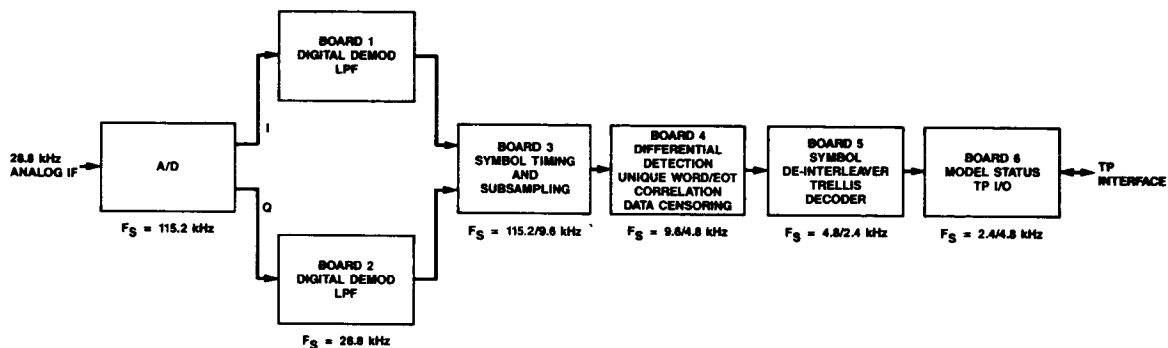 BOARD 1
DIGITAL DEMOD
LPF
I
28.8 kHz
ANALOG IF
A/D
FS = 115.2 kHz
Q
BOARD 2
DIGITAL DEMOD
LPF
FS = 28.8 kHz
BOARD 3
SYMBOL TIMING
AND
SUBSAMPLING
FS = 115.2/9.6 kHz
BOARD 4
DIFFERENTIAL
DETECTION
UNIQUE WORD/EOT
CORRELATION
DATA CENSORING
FS = 9.6/4.8 kHz
BOARD 5
SYMBOL
DE-INTERLEAVER
TRELLIS
DECODER
FS = 4.8/2.4 kHz
BOARD 6
MODEL STATUS
TP I/O
FS = 2.4/4.8 kHz
TP
INTERFACE